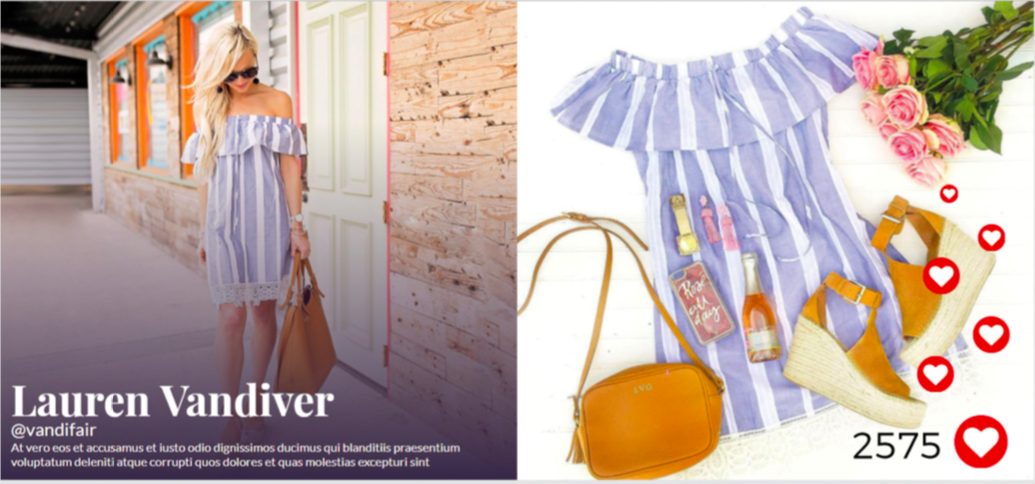 Lauren Vandiver
@vandifair
At vero eos et accusamus et iusto odio dignissimos ducimus qui blanditiis praesentium
voluptatum deleniti atque corrupti quos dolores et quas molestias excepturi sint
Rosé
all
day
LVD
2575